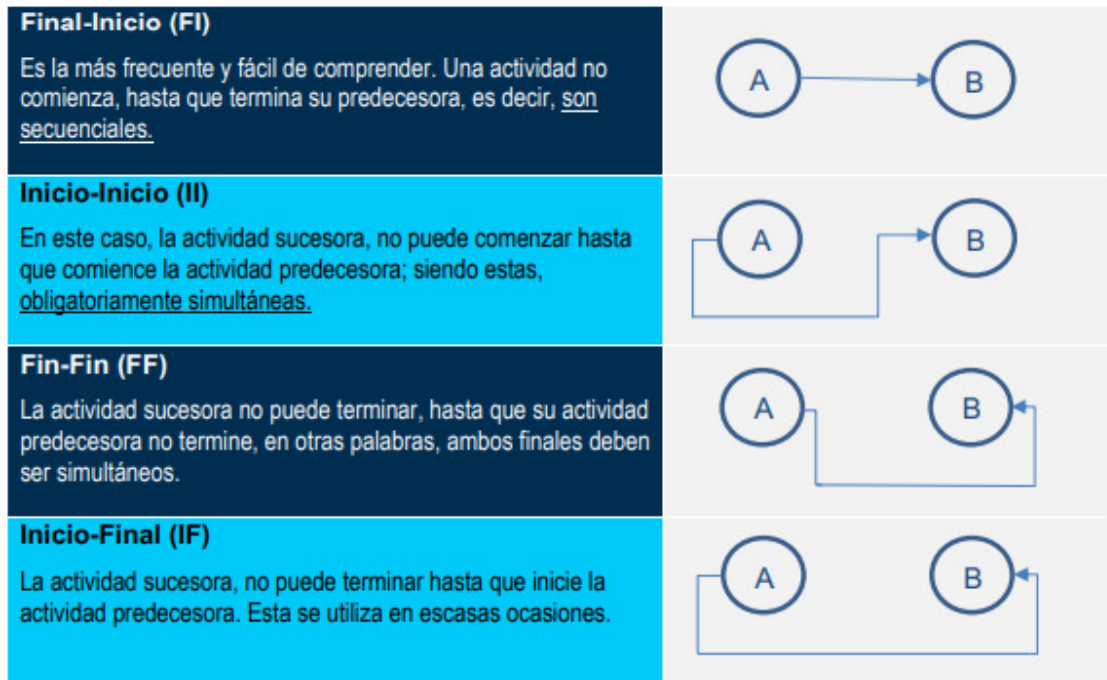 Final-Inicio (FI)
Es la más frecuente y fácil de comprender. Una actividad no
comienza, hasta que termina su predecesora, es decir, son
secuenciales.
A
B
Inicio-Inicio (II)
En este caso, la actividad sucesora, no puede comenzar hasta
que comience la actividad predecesora; siendo estas,
obligatoriamente simultáneas.
A
B
Fin-Fin (FF)
La actividad sucesora no puede terminar, hasta que su actividad
predecesora no termine, en otras palabras, ambos finales deben
ser simultáneos.
A
B
Inicio-Final (IF)
La actividad sucesora, no puede terminar hasta que inicie la
actividad predecesora. Esta se utiliza en escasas ocasiones.
A
B